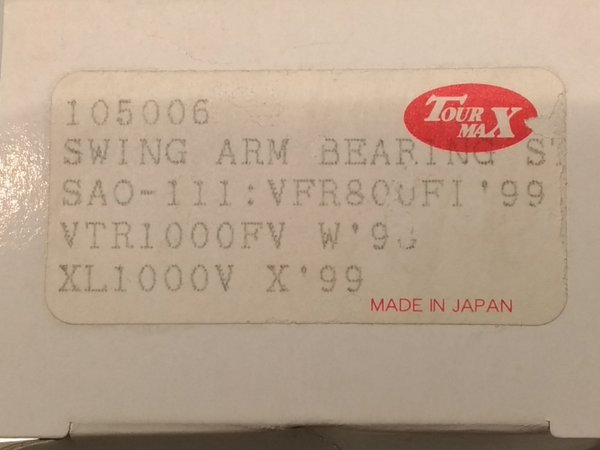 105006
TOUR MAX
SWING ARM BEARING
SAO-111:VFR800FI'99
VTR1000FV
XL1000V X'99
MADE IN JAPAN